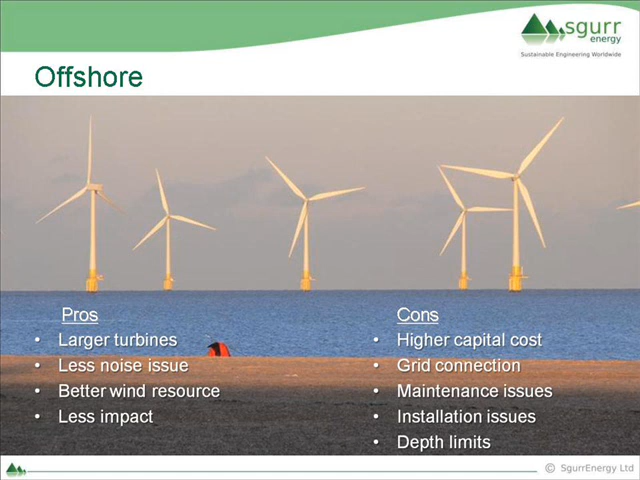 sgurr
energy
Sustainable Engineering Worldwide
Offshore
Pros
• Larger turbines
• Less noise issue
• Better wind resource
• Less impact
Cons
• Higher capital cost
• Grid connection
• Maintenance issues
• Installation issues
• Depth limits
© SgurrEnergy Ltd